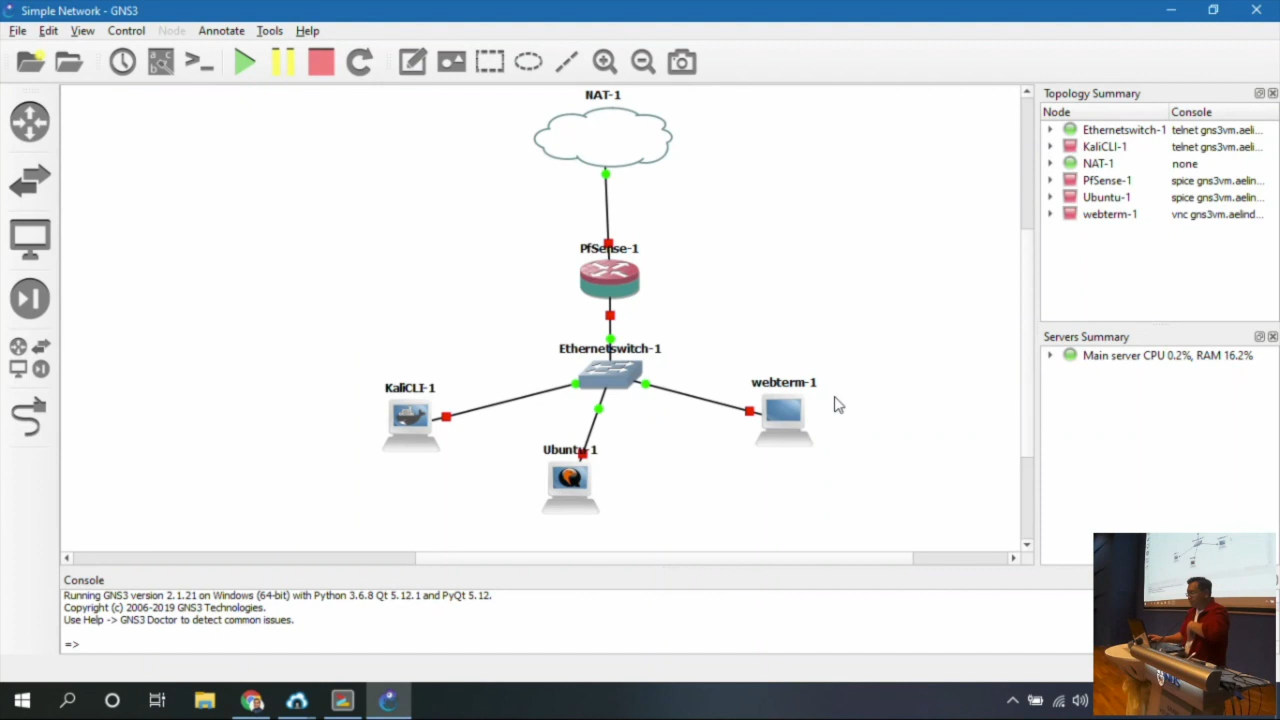 Simple Network - GNS3
File Edit View Control Node Annotate Tools Help
NAT-1
PfSense-1
Ethernetswitch-1
KaliCLI-1
webterm-1
Ubuntu-1
Topology Summary
Node Console
Ethernetswitch-1 telnet gns3vm.aeli...
KaliCLI-1 telnet gns3vm.aeli...
NAT-1 none
PfSense-1 spice gns3vm.aelin...
Ubuntu-1 spice gns3vm.aelin...
webterm-1 vnc gns3vm.aelind...
Servers Summary
Main server CPU 0.2%, RAM 16.2%
Console
Running GNS3 version 2.1.21 on Windows (64-bit) with Python 3.6.8 Qt 5.12.1 and PyQt 5.12.
Copyright (c) 2006-2019 GNS3 Technologies.
Use Help -> GNS3 Doctor to detect common issues.
=>
NUS